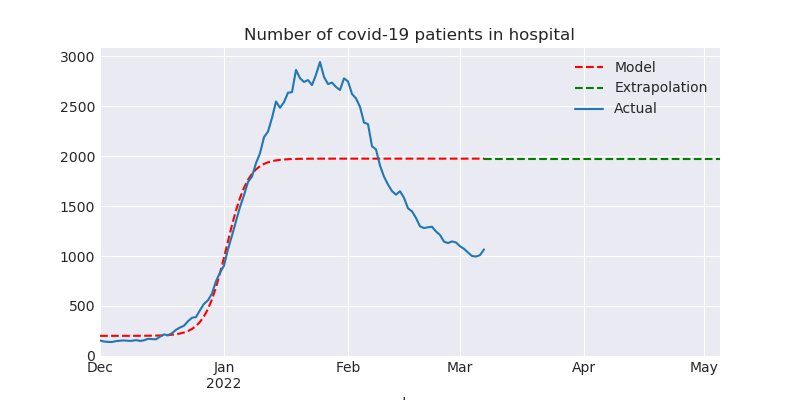 Number of covid-19 patients in hospital
3000
2500
2000
1500
1000
500
0
Model
Extrapolation
Actual
Dec
Jan
2022
Feb
Mar
Apr
May